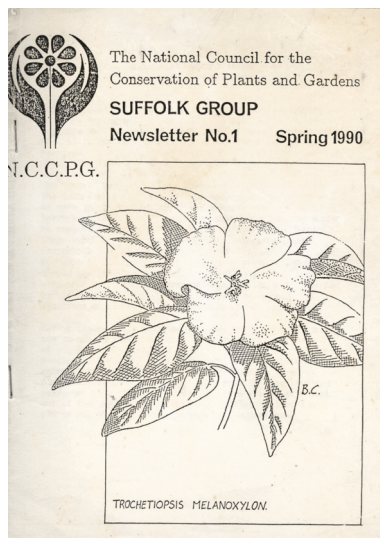 The National Council for the
Conservation of Plants and Gardens
SUFFOLK GROUP
Newsletter No.1 Spring 1990
N.C.C.P.G.
B.C.
TROCHETIOPSIS MELANOXYLON.